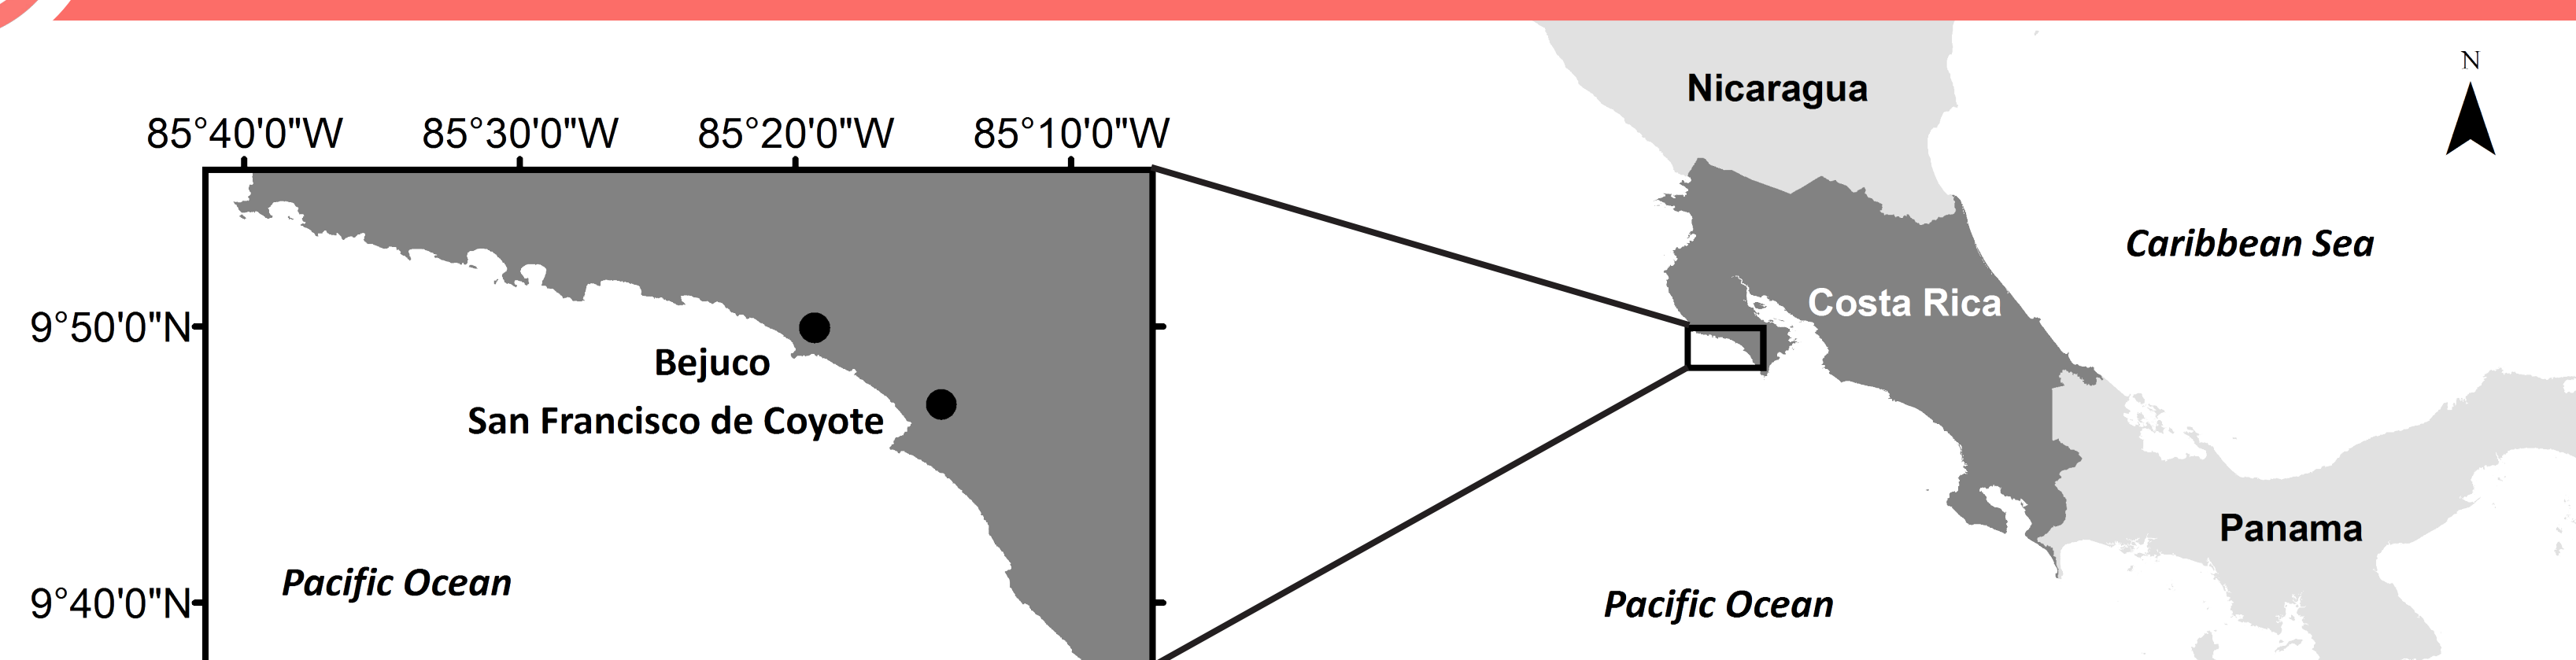 Nicaragua
N
85°40'0"W 85°30'0"W 85°20'0"W 85°10'0"W
Caribbean Sea
Costa Rica
9°50'0"N
Bejuco
San Francisco de Coyote
Panama
Pacific Ocean
9°40'0"N
Pacific Ocean